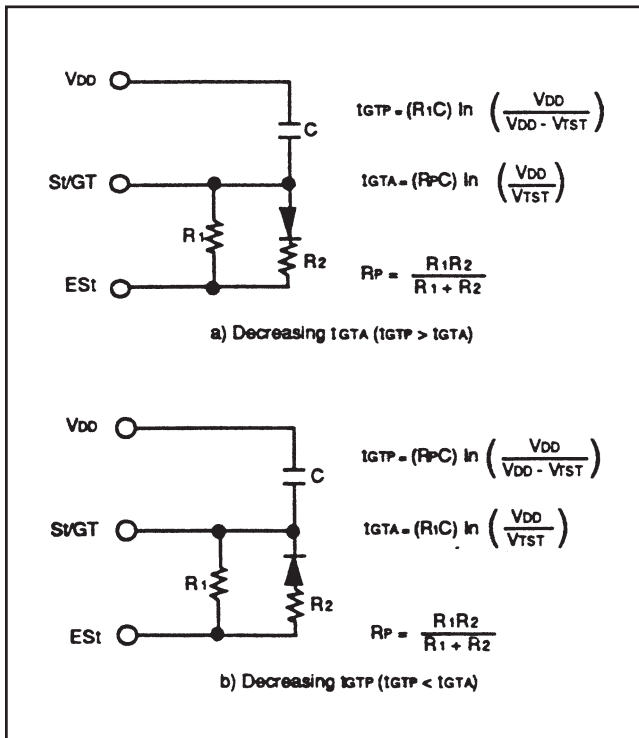 VDD
C
tGTP = (R1C) ln ( VDD / VDD - VTST )
St/GT
tGTA = (RPC) ln ( VDD / VTST )
R1
R2
RP = R1R2 / R1 + R2
ESt
a) Decreasing tGTA (tGTP > tGTA)
VDD
C
tGTP = (RPC) ln ( VDD / VDD - VTST )
St/GT
tGTA = (R1C) ln ( VDD / VTST )
R1
R2
RP = R1R2 / R1 + R2
ESt
b) Decreasing tGTP (tGTP < tGTA)